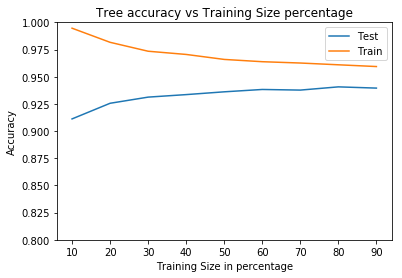 Tree accuracy vs Training Size percentage
1.000
0.975
0.950
0.925
0.900
0.875
0.850
0.825
0.800
Accuracy
Test
Train
10 20 30 40 50 60 70 80 90
Training Size in percentage